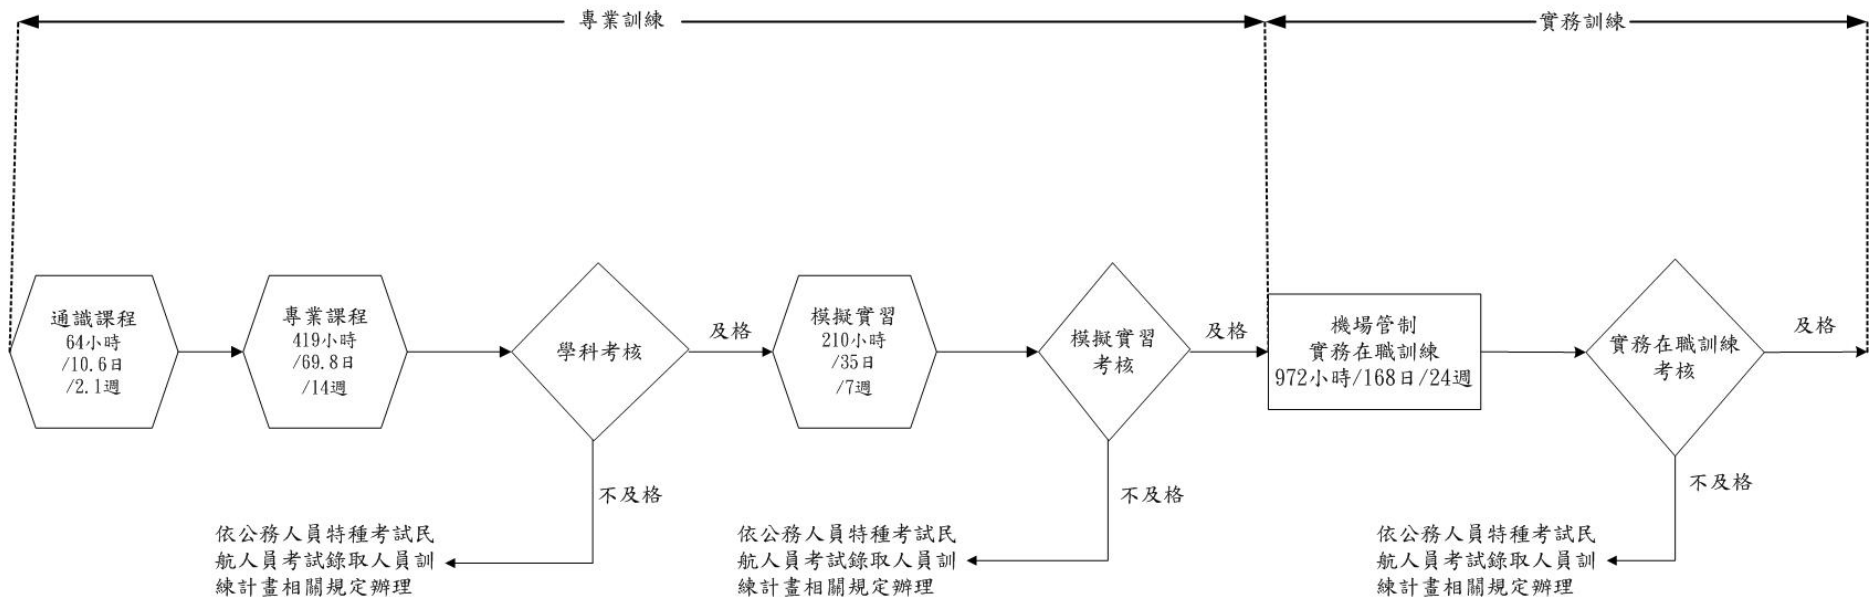 專業訓練
實務訓練
通識課程
64小時
/10.6日
/2.1週
專業課程
419小時
/69.8日
/14週
學科考核
及格
模擬實習
210小時
/35日
/7週
模擬實習
考核
及格
機場管制
實務在職訓練
972小時/168日/24週
實務在職訓練
考核
及格
不及格
依公務人員特種考試民
航人員考試錄取人員訓
練計畫相關規定辦理
不及格
依公務人員特種考試民
航人員考試錄取人員訓
練計畫相關規定辦理
不及格
依公務人員特種考試民
航人員考試錄取人員訓
練計畫相關規定辦理